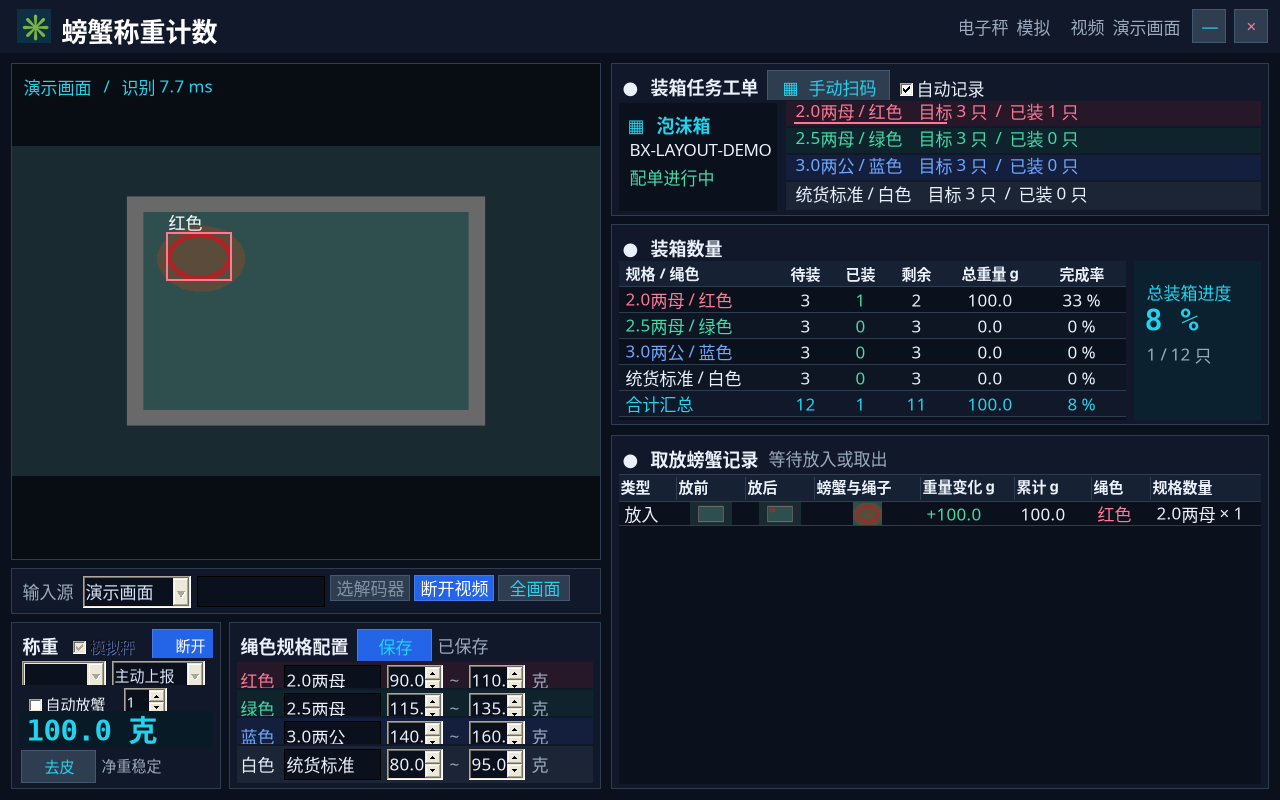 螃蟹称重计数
电子秤 模拟 视频 演示画面 — ×
演示画面 / 识别 7.7 ms
红色
输入源 演示画面 选解码器 断开视频 全画面
称重 模拟秤 断开
主动上报
自动放蟹 1
100.0 克
去皮 净重稳定
绳色规格配置 保存 已保存
红色 2.0两母 90.0 ~ 110. 克
绿色 2.5两母 115. ~ 135. 克
蓝色 3.0两公 140. ~ 160. 克
白色 统货标准 80.0 ~ 95.0 克
装箱任务工单 手动扫码 自动记录
泡沫箱
BX-LAYOUT-DEMO
配单进行中
2.0两母 / 红色 目标 3 只 / 已装 1 只
2.5两母 / 绿色 目标 3 只 / 已装 0 只
3.0两公 / 蓝色 目标 3 只 / 已装 0 只
统货标准 / 白色 目标 3 只 / 已装 0 只
装箱数量
规格 / 绳色 待装 已装 剩余 总重量 g 完成率
2.0两母 / 红色 3 1 2 100.0 33 %
2.5两母 / 绿色 3 0 3 0.0 0 %
3.0两公 / 蓝色 3 0 3 0.0 0 %
统货标准 / 白色 3 0 3 0.0 0 %
合计汇总 12 1 11 100.0 8 %
总装箱进度
8 %
1 / 12 只
取放螃蟹记录 等待放入或取出
类型 放前 放后 螃蟹与绳子 重量变化 g 累计 g 绳色 规格数量
放入 +100.0 100.0 红色 2.0两母 × 1